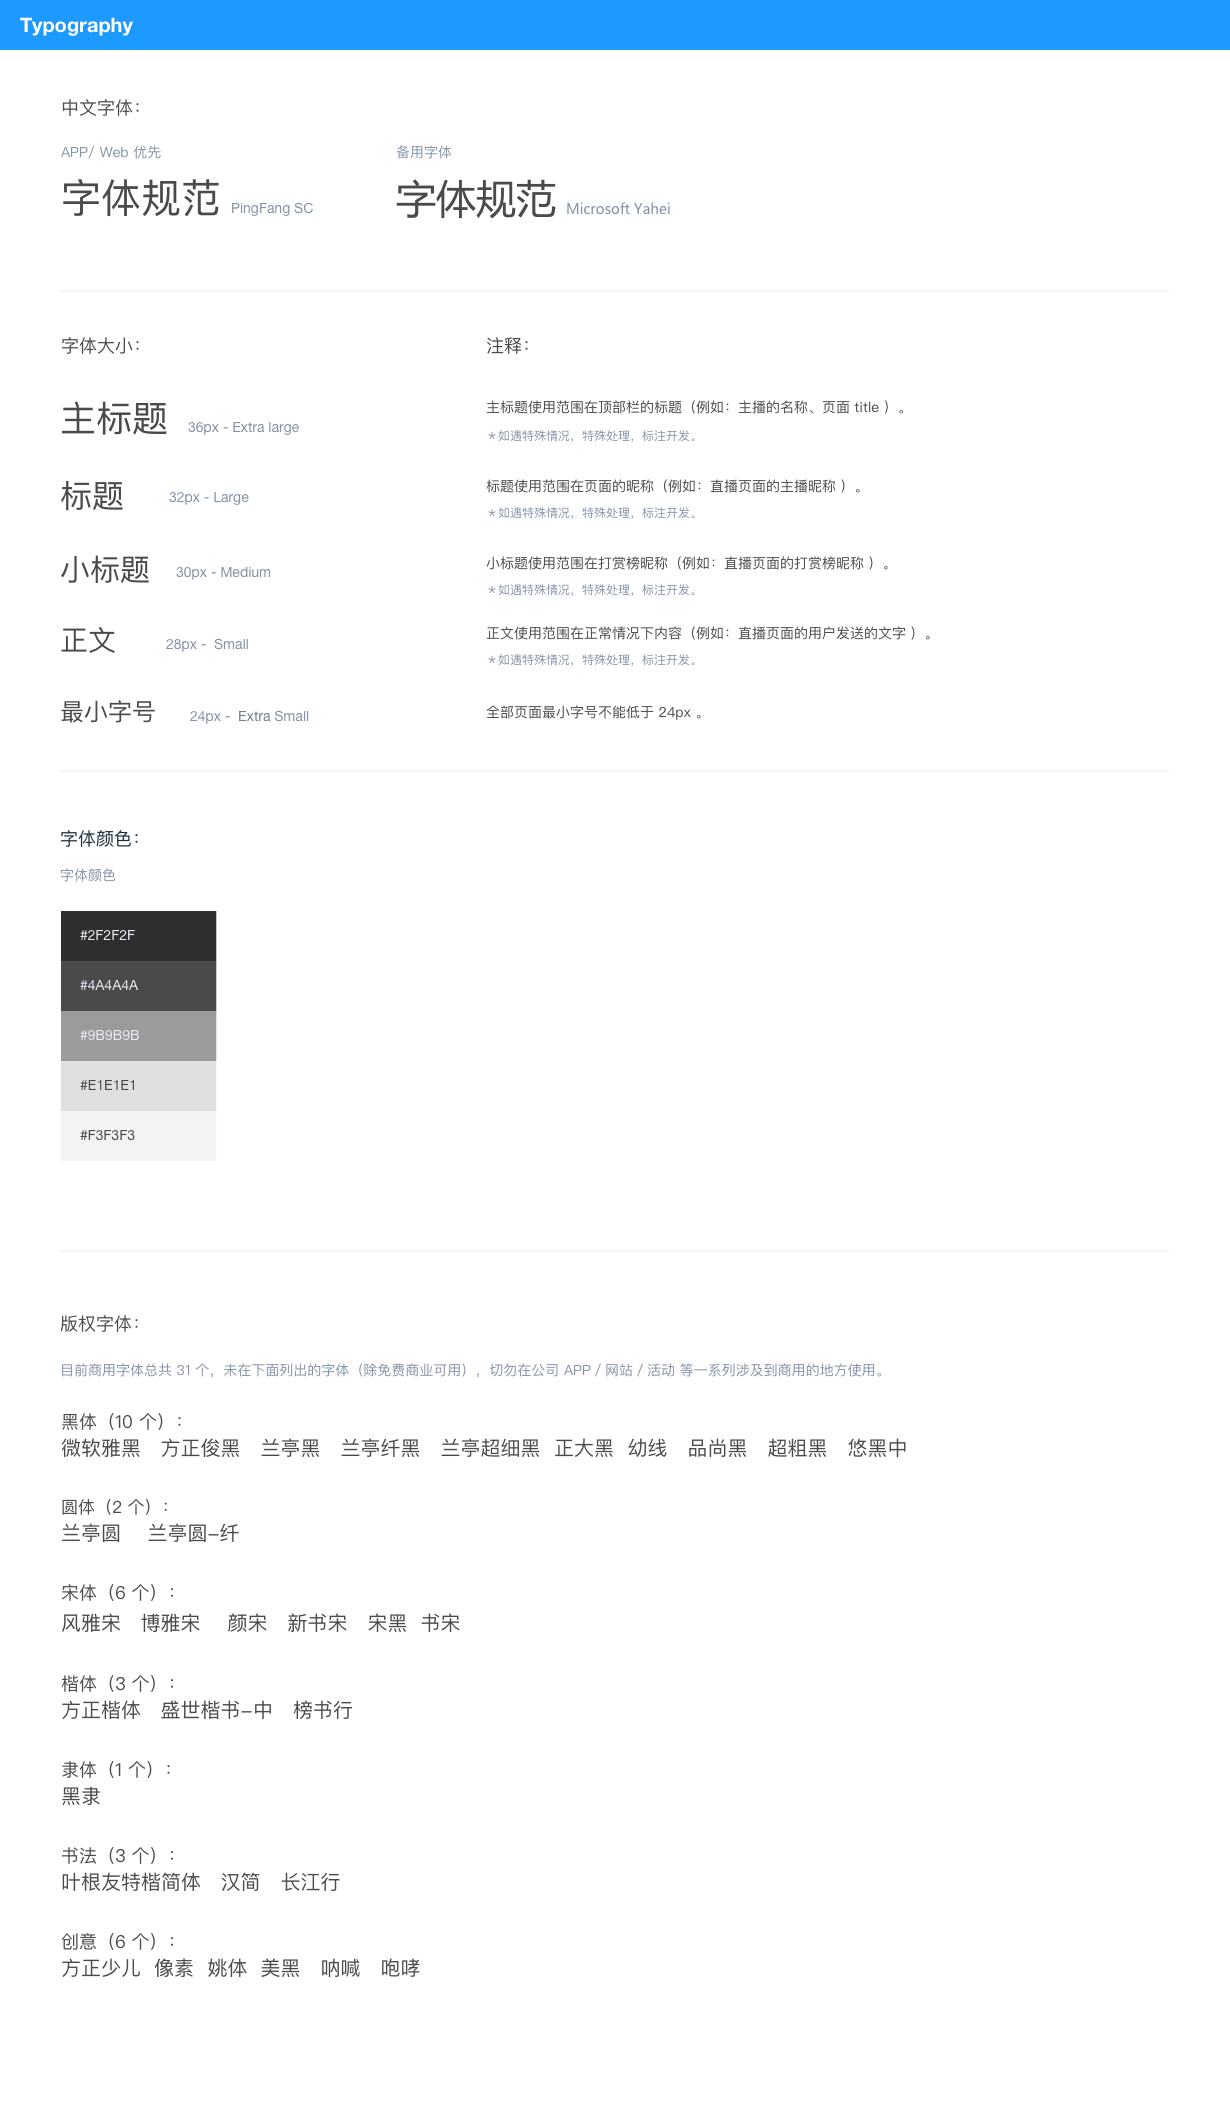 Typography
中文字体：
APP/ Web 优先
备用字体
字体规范 PingFang SC
字体规范 Microsoft Yahei
字体大小：
注释：
主标题 36px - Extra large
主标题使用范围在顶部栏的标题（例如：主播的名称、页面 title ）。
＊如遇特殊情况，特殊处理，标注开发。
标题 32px - Large
标题使用范围在页面的昵称（例如：直播页面的主播昵称 ）。
＊如遇特殊情况，特殊处理，标注开发。
小标题 30px - Medium
小标题使用范围在打赏榜昵称（例如：直播页面的打赏榜昵称 ）。
＊如遇特殊情况，特殊处理，标注开发。
正文 28px - Small
正文使用范围在正常情况下内容（例如：直播页面的用户发送的文字 ）。
＊如遇特殊情况，特殊处理，标注开发。
最小字号 24px - Extra Small
全部页面最小字号不能低于 24px 。
字体颜色：
字体颜色
#2F2F2F
#4A4A4A
#9B9B9B
#E1E1E1
#F3F3F3
版权字体：
目前商用字体总共 31 个，未在下面列出的字体（除免费商业可用），切勿在公司 APP / 网站 / 活动 等一系列涉及到商用的地方使用。
黑体（10 个）：
微软雅黑 方正俊黑 兰亭黑 兰亭纤黑 兰亭超细黑 正大黑 幼线 品尚黑 超粗黑 悠黑中
圆体（2 个）：
兰亭圆 兰亭圆–纤
宋体（6 个）：
风雅宋 博雅宋 颜宋 新书宋 宋黑 书宋
楷体（3 个）：
方正楷体 盛世楷书–中 榜书行
隶体（1 个）：
黑隶
书法（3 个）：
叶根友特楷简体 汉简 长江行
创意（6 个）：
方正少儿 像素 姚体 美黑 呐喊 咆哮